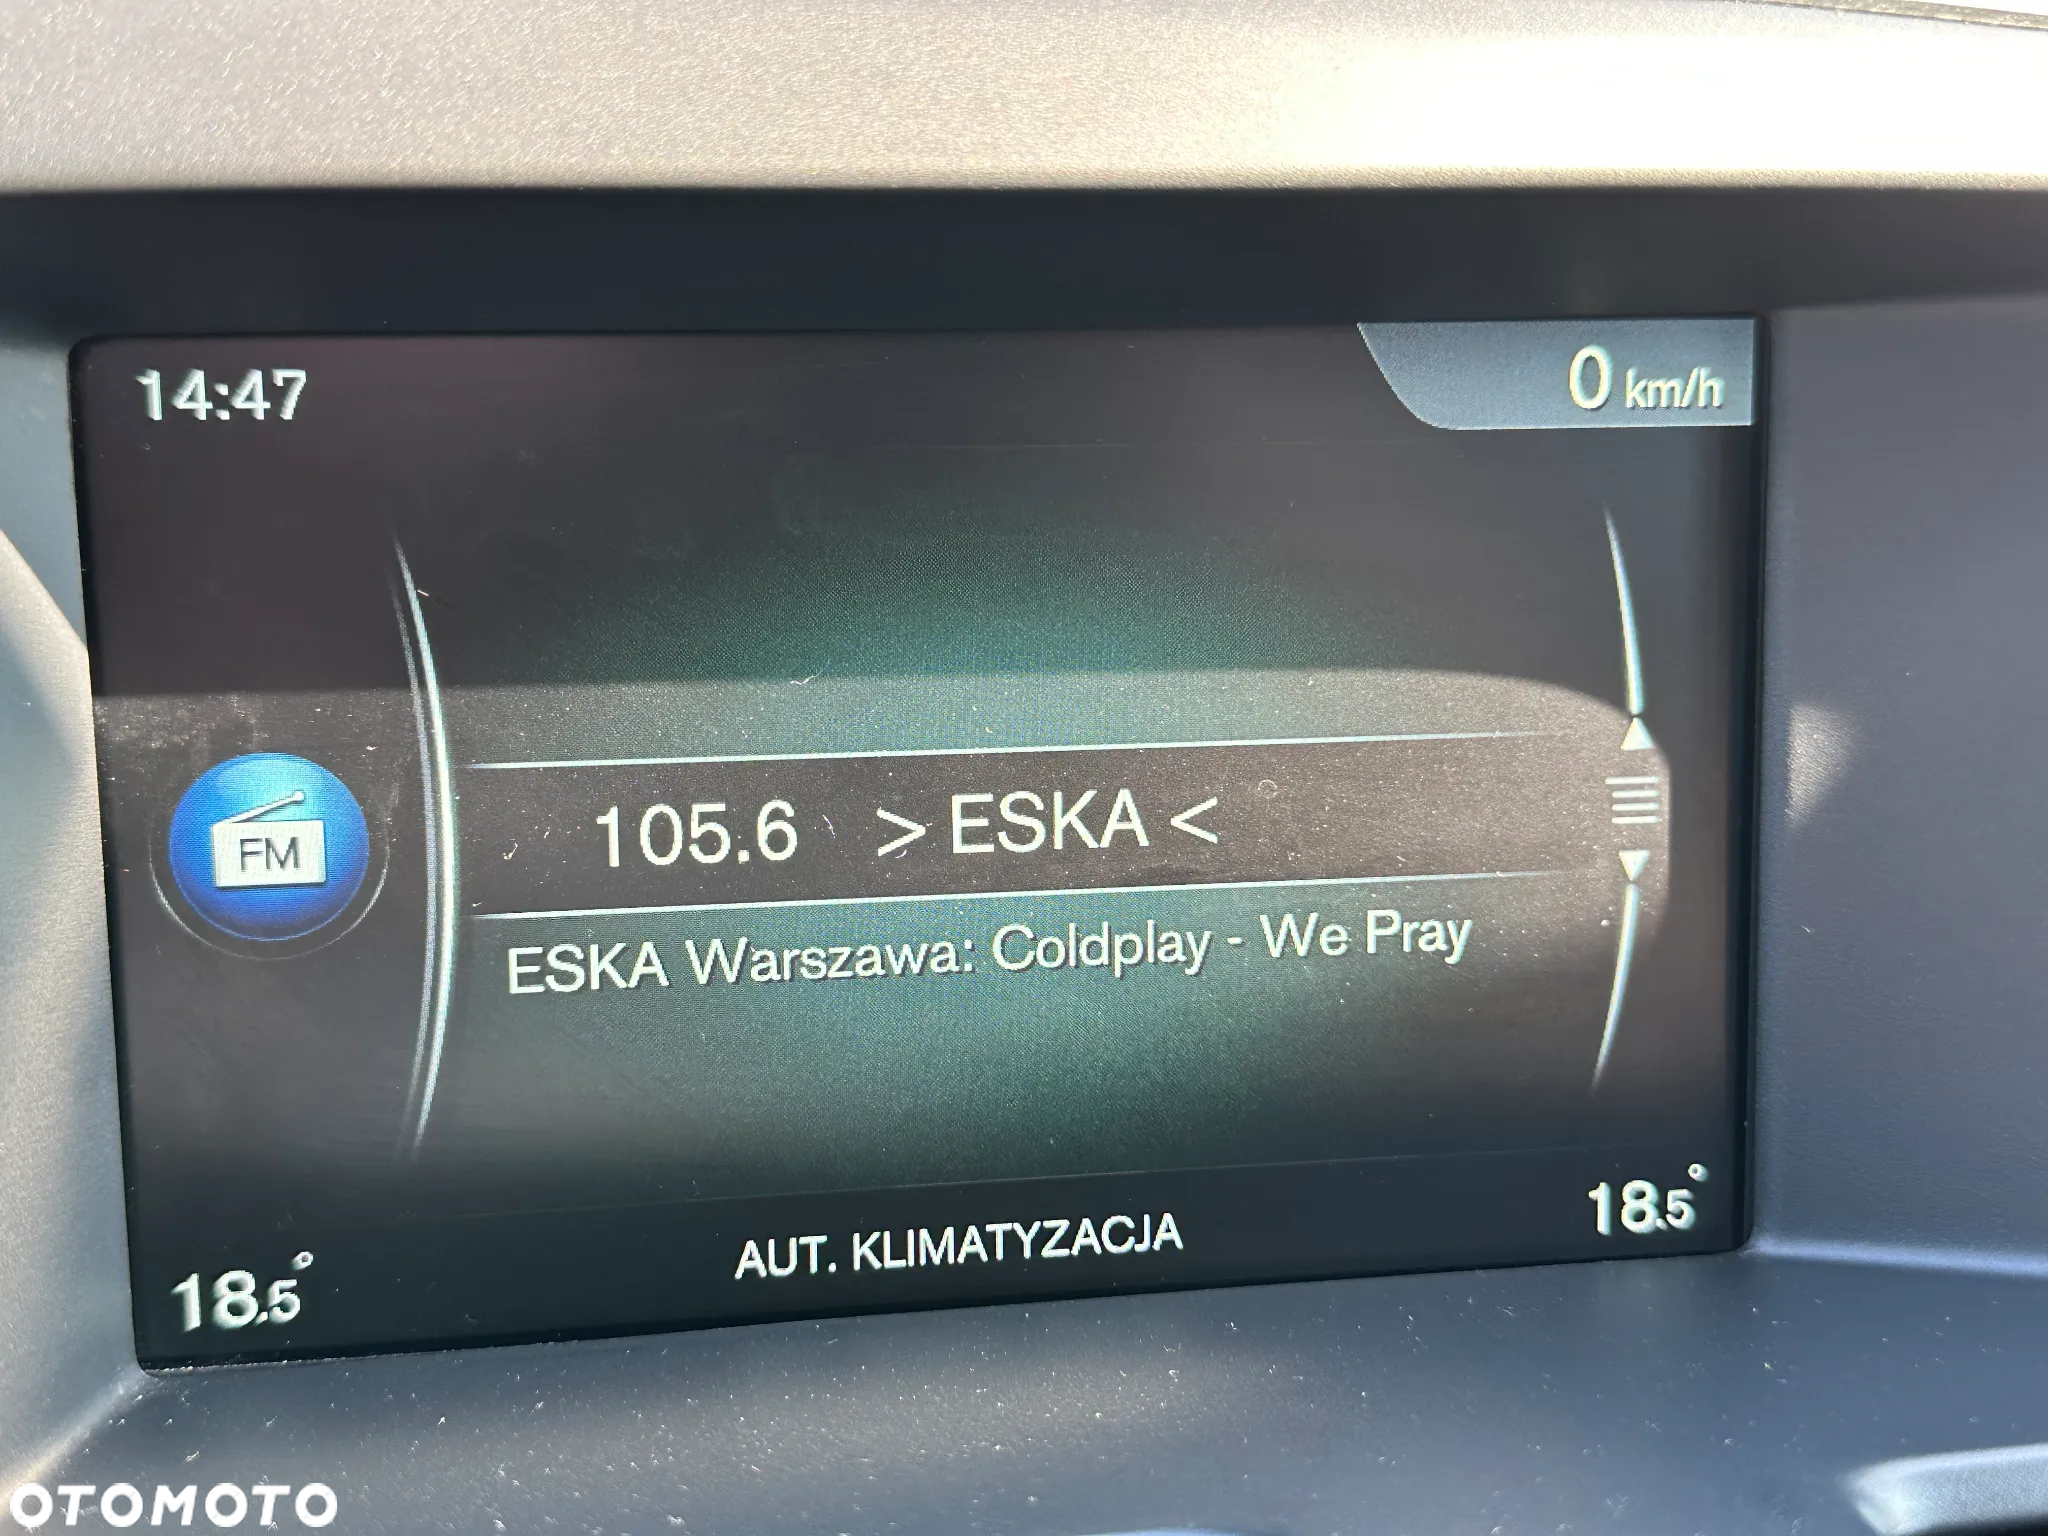 14:47
0 km/h
FM
105.6 > ESKA <
ESKA Warszawa: Coldplay - We Pray
18.5°
AUT. KLIMATYZACJA
18.5°
OTOMOTO